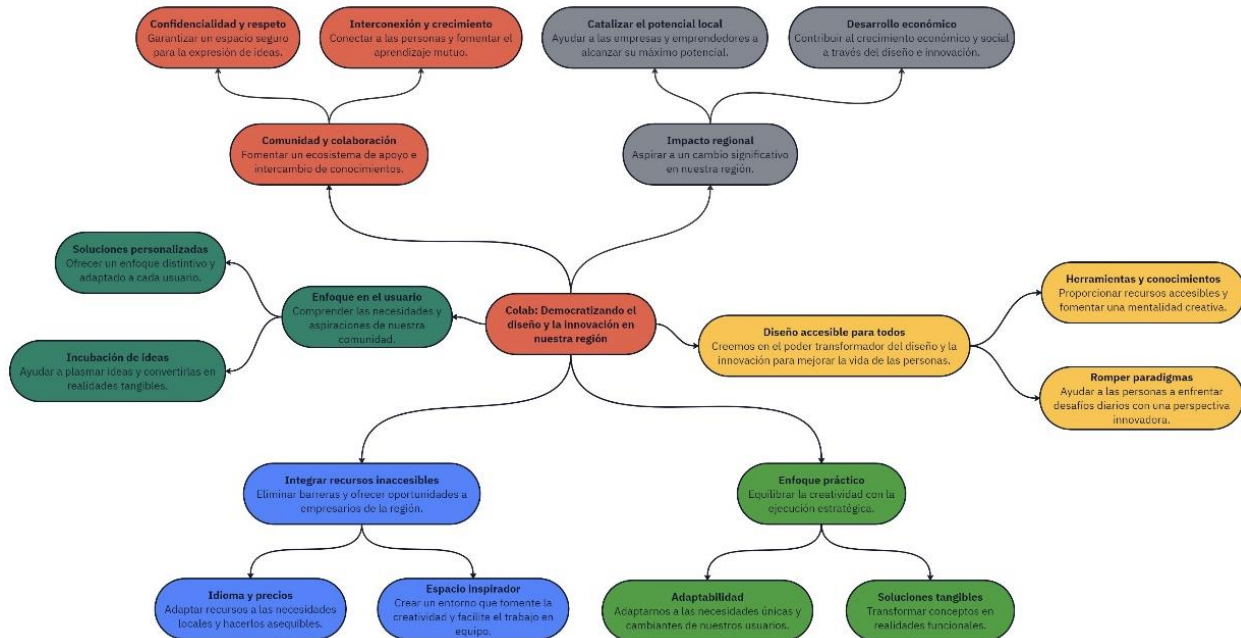 Confidencialidad y respeto
Garantizar un espacio seguro
para la expresión de ideas.
Interconexión y crecimiento
Conectar a las personas y fomentar el
aprendizaje mutuo.
Catalizar el potencial local
Ayudar a las empresas y emprendedores a
alcanzar su máximo potencial.
Desarrollo económico
Contribuir al crecimiento económico y social
a través del diseño e innovación.
Comunidad y colaboración
Fomentar un ecosistema de apoyo e
intercambio de conocimientos.
Impacto regional
Aspirar a un cambio significativo
en nuestra región.
Soluciones personalizadas
Ofrecer un enfoque distintivo y
adaptado a cada usuario.
Enfoque en el usuario
Comprender las necesidades y
aspiraciones de nuestra
comunidad.
Incubación de ideas
Ayudar a plasmar ideas y convertirlas en
realidades tangibles.
Colab: Democratizando el
diseño y la innovación en
nuestra región
Diseño accesible para todos
Creemos en el poder transformador del diseño y la
innovación para mejorar la vida de las personas.
Herramientas y conocimientos
Proporcionar recursos accesibles y
fomentar una mentalidad creativa.
Romper paradigmas
Ayudar a las personas a enfrentar
desafíos diarios con una perspectiva
innovadora.
Integrar recursos inaccesibles
Eliminar barreras y ofrecer oportunidades a
empresarios de la región.
Enfoque práctico
Equilibrar la creatividad con la
ejecución estratégica.
Idioma y precios
Adaptar recursos a las necesidades
locales y hacerlos asequibles.
Espacio inspirador
Crear un entorno que fomente la
creatividad y facilite el trabajo en
equipo.
Adaptabilidad
Adaptarnos a las necesidades únicas y
cambiantes de nuestros usuarios.
Soluciones tangibles
Transformar conceptos en
realidades funcionales.